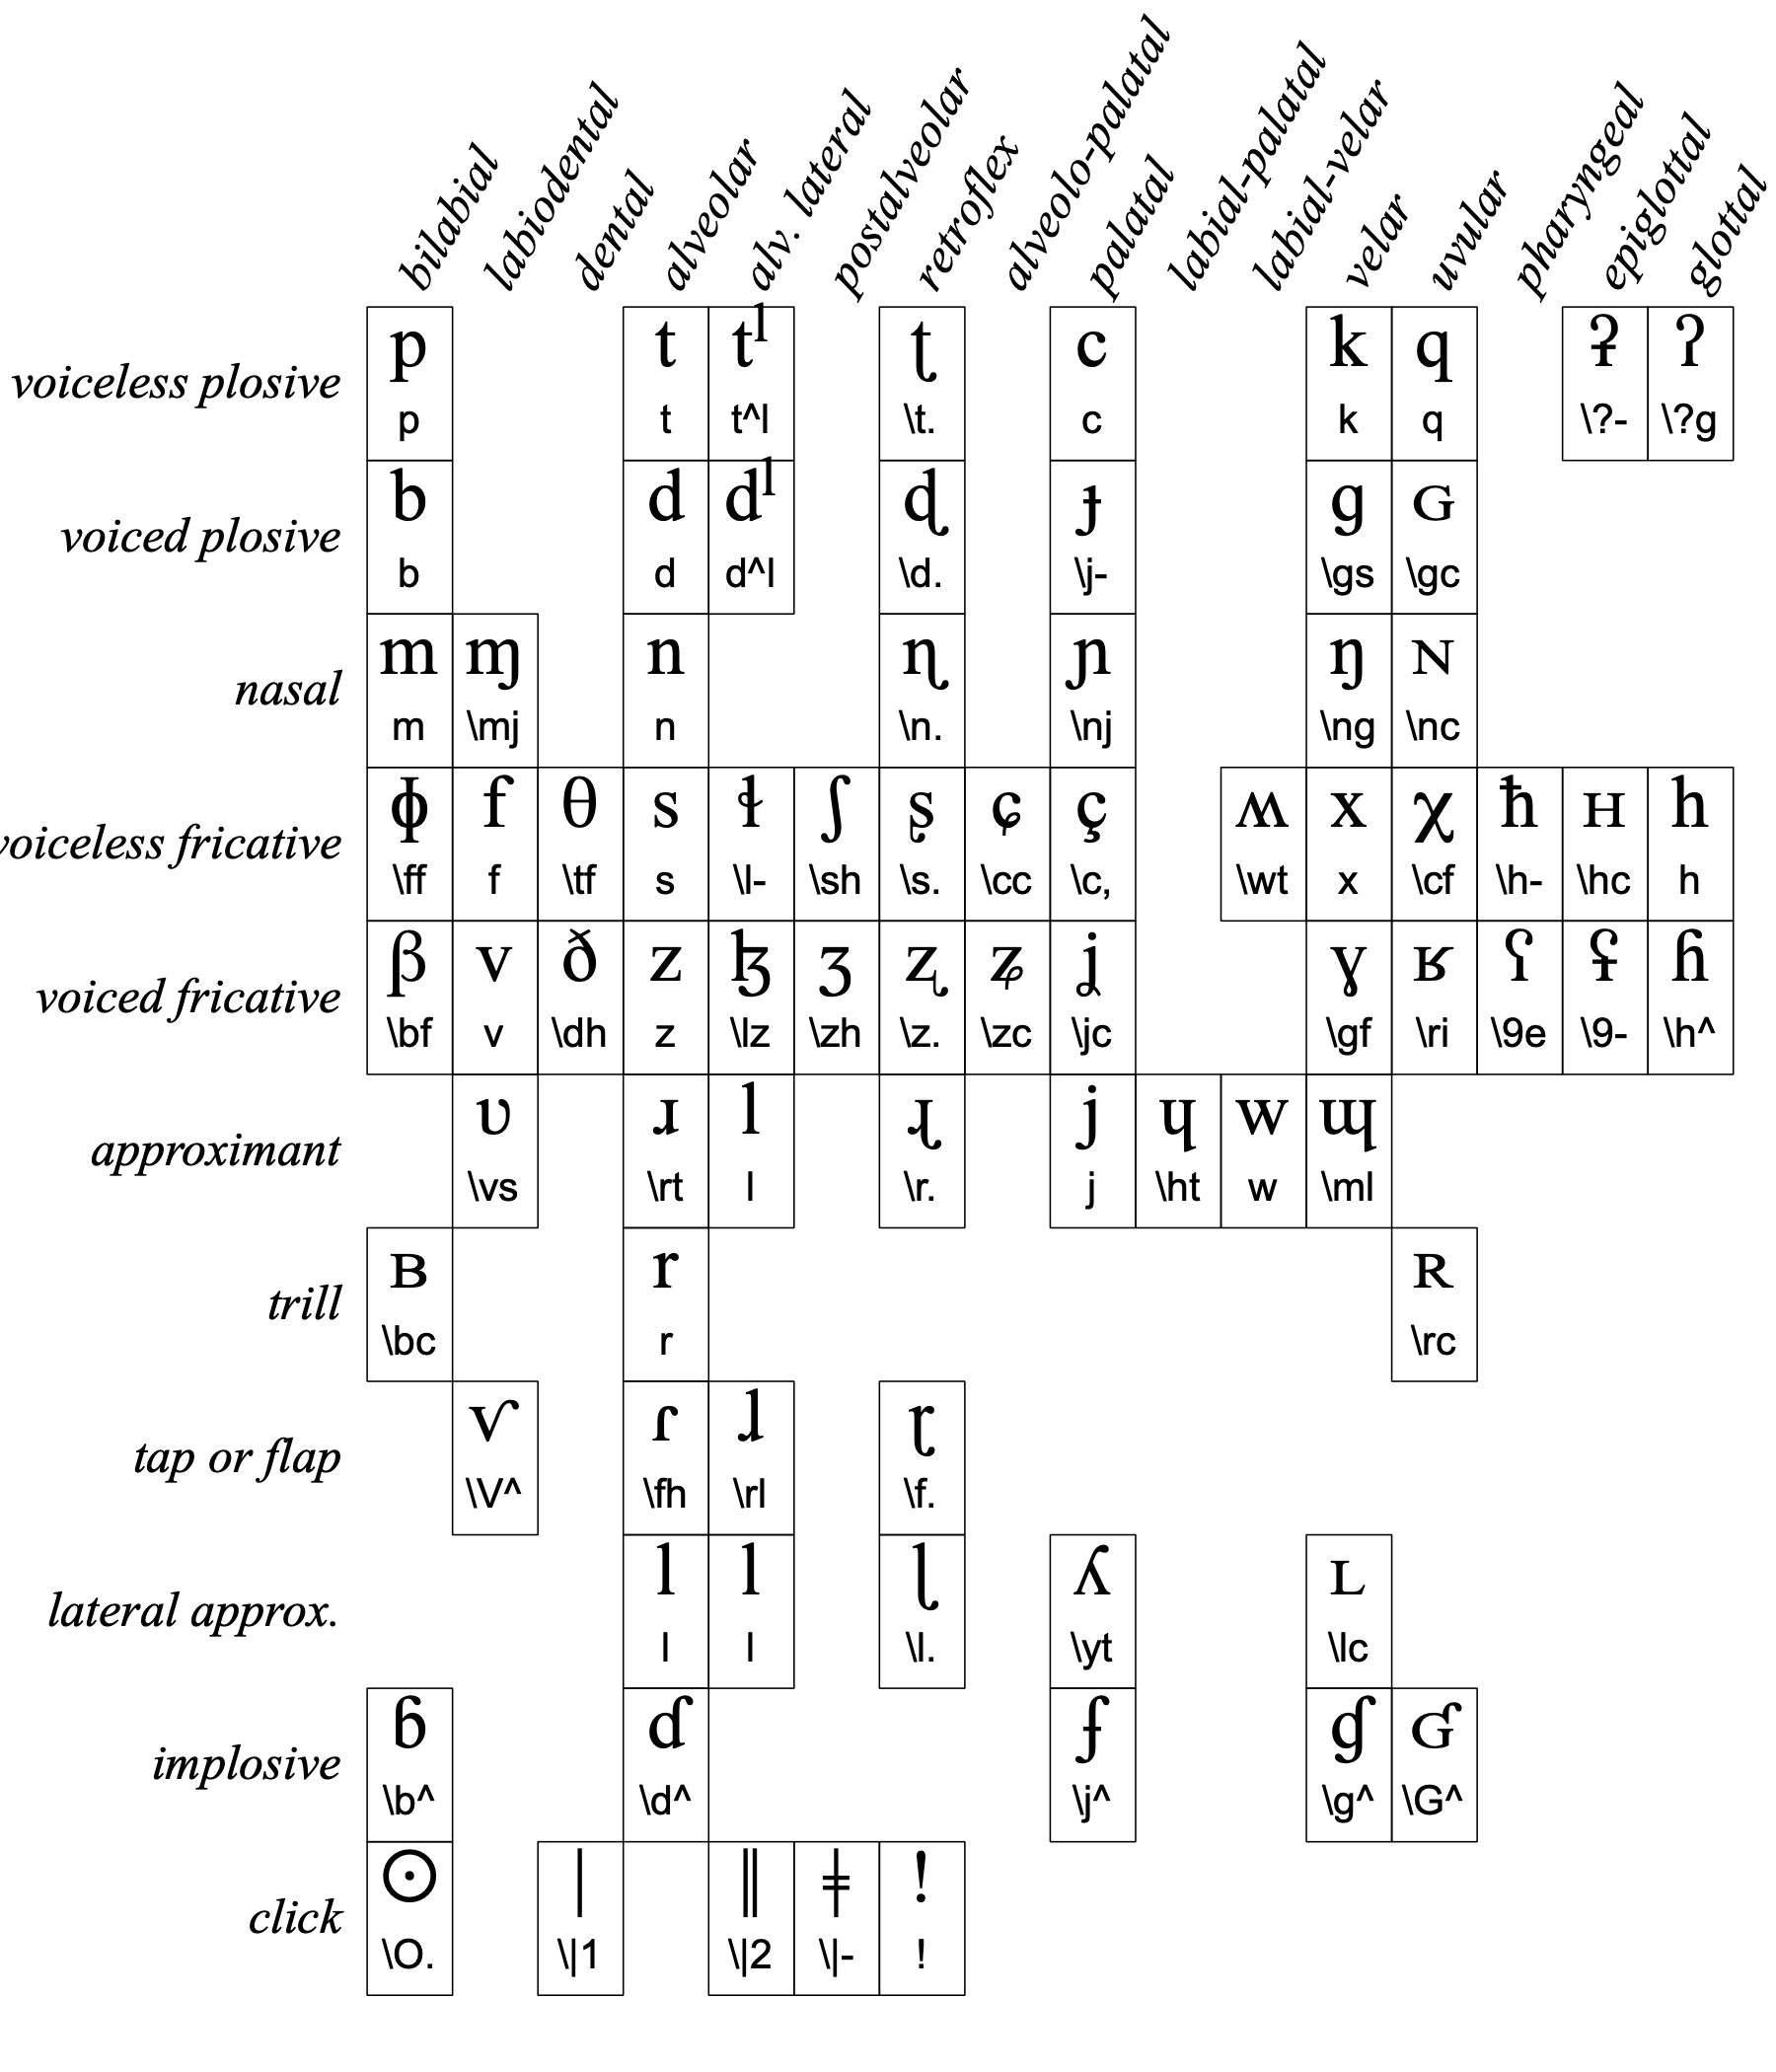 bilabial labiodental dental alveolar alv. lateral postalveolar retroflex alveolo-palatal palatal labial-palatal labial-velar velar uvular pharyngeal epiglottal glottal
p t tˡ ʈ c k q ʡ ʔ
voiceless plosive
p t t^l \t. c k q \?- \?g
b d dˡ ɖ ɟ ɡ ɢ
voiced plosive
b d d^l \d. \j- \gs \gc
m ɱ n ɳ ɲ ŋ ɴ
nasal
m \mj n \n. \nj \ng \nc
ɸ f θ s ɬ ʃ ʂ ɕ ç ʍ x χ ħ ʜ h
voiceless fricative
\ff f \tf s \l- \sh \s. \cc \c, \wt x \cf \h- \hc h
β v ð z ɮ ʒ ʐ ʑ ʝ ɣ ʁ ʕ ʢ ɦ
voiced fricative
\bf v \dh z \lz \zh \z. \zc \jc \gf \ri \9e \9- \h^
ʋ ɹ l ɻ j ɥ w ɰ
approximant
\vs \rt l \r. j \ht w \ml
ʙ r ʀ
trill
\bc r \rc
ⱱ ɾ ɺ ɽ
tap or flap
\V^ \fh \rl \f.
l l ɭ ʎ ʟ
lateral approx.
l l \l. \yt \lc
ɓ ɗ ʄ ɠ ʛ
implosive
\b^ \d^ \j^ \g^ \G^
ʘ ǀ ǁ ǂ !
click
\O. \|1 \|2 \|- !